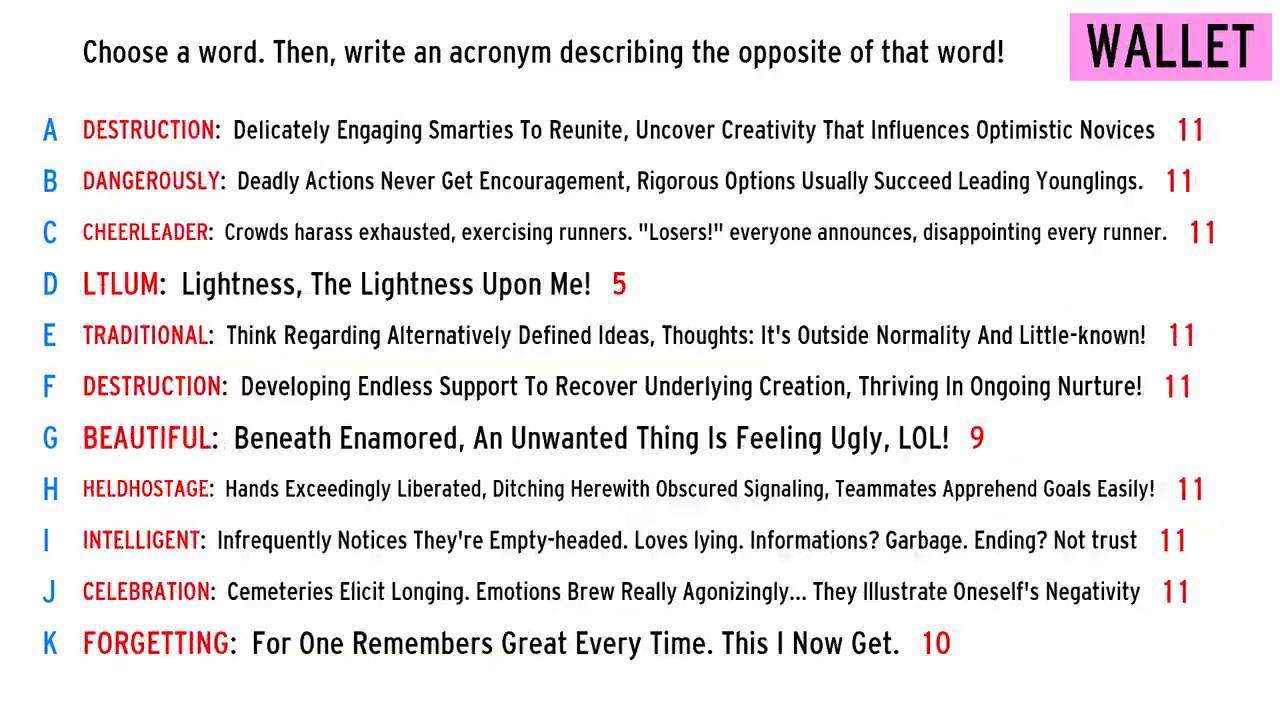 Choose a word. Then, write an acronym describing the opposite of that word!
WALLET
A DESTRUCTION: Delicately Engaging Smarties To Reunite, Uncover Creativity That Influences Optimistic Novices 11
B DANGEROUSLY: Deadly Actions Never Get Encouragement, Rigorous Options Usually Succeed Leading Younglings. 11
C CHEERLEADER: Crowds harass exhausted, exercising runners. "Losers!" everyone announces, disappointing every runner. 11
D LTLUM: Lightness, The Lightness Upon Me! 5
E TRADITIONAL: Think Regarding Alternatively Defined Ideas, Thoughts: It's Outside Normality And Little-known! 11
F DESTRUCTION: Developing Endless Support To Recover Underlying Creation, Thriving In Ongoing Nurture! 11
G BEAUTIFUL: Beneath Enamored, An Unwanted Thing Is Feeling Ugly, LOL! 9
H HELDHOSTAGE: Hands Exceedingly Liberated, Ditching Herewith Obscured Signaling, Teammates Apprehend Goals Easily! 11
I INTELLIGENT: Infrequently Notices They're Empty-headed. Loves lying. Informations? Garbage. Ending? Not trust 11
J CELEBRATION: Cemeteries Elicit Longing. Emotions Brew Really Agonizingly... They Illustrate Oneself's Negativity 11
K FORGETTING: For One Remembers Great Every Time. This I Now Get. 10